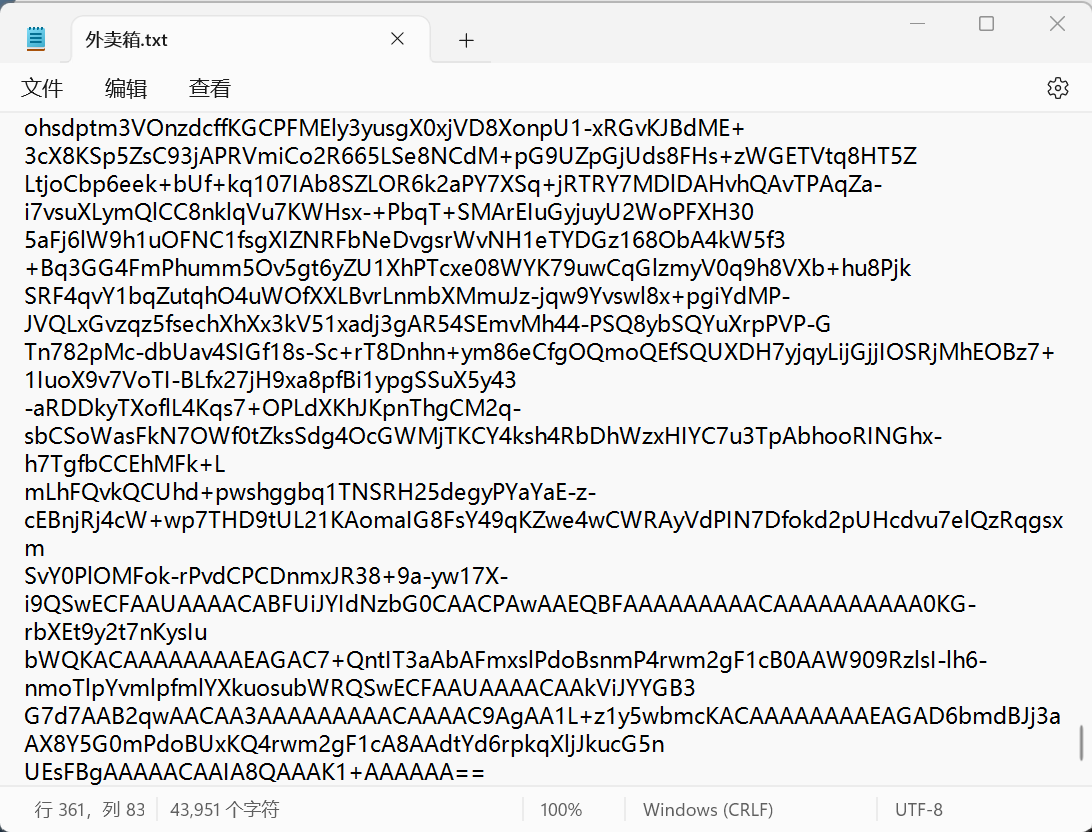 外卖箱.txt
文件 编辑 查看
ohsdptm3VOnzdcffKGCPFMEly3yusgX0xjVD8XonpU1-xRGvKJBdME+
3cX8KSp5ZsC93jAPRVmiCo2R665LSe8NCdM+pG9UZpGjUds8FHs+zWGETVtq8HT5Z
LtjoCbp6eek+bUf+kq107IAb8SZLOR6k2aPY7XSq+jRTRY7MDlDAHvhQAvTPAqZa-
i7vsuXLymQlCC8nklqVu7KWHsx-+PbqT+SMArEIuGyjuyU2WoPFXH30
5aFj6lW9h1uOFNC1fsgXIZNRFbNeDvgsrWvNH1eTYDGz168ObA4kW5f3
+Bq3GG4FmPhumm5Ov5gt6yZU1XhPTcxe08WYK79uwCqGlzmyV0q9h8VXb+hu8Pjk
SRF4qvY1bqZutqhO4uWOfXXLBvrLnmbXMmuJz-jqw9Yvswl8x+pgiYdMP-
JVQLxGvzqz5fsechXhXx3kV51xadj3gAR54SEmvMh44-PSQ8ybSQYuXrpPVP-G
Tn782pMc-dbUav4SIGf18s-Sc+rT8Dnhn+ym86eCfgOQmoQEfSQUXDH7yjqyLijGjjIOSRjMhEOBz7+
1IuoX9v7VoTI-BLfx27jH9xa8pfBi1ypgSSuX5y43
-aRDDkyTXoflL4Kqs7+OPLdXKhJKpnThgCM2q-
sbCSoWasFkN7OWf0tZksSdg4OcGWMjTKCY4ksh4RbDhWzxHIYC7u3TpAbhooRINGhx-
h7TgfbCCEhMFk+L
mLhFQvkQCUhd+pwshggbq1TNSRH25degyPYaYaE-z-
cEBnjRj4cW+wp7THD9tUL21KAomaIG8FsY49qKZwe4wCWRAyVdPIN7Dfokd2pUHcdvu7elQzRqgsx
m
SvY0PlOMFok-rPvdCPCDnmxJR38+9a-yw17X-
i9QSwECFAAUAAAACABFUiJYIdNzbG0CAACPAwAAEQBFAAAAAAAAACAAAAAAAAAA0KG-
rbXEt9y2t7nKysIu
bWQKACAAAAAAAAEAGAC7+QntIT3aAbAFmxslPdoBsnmP4rwm2gF1cB0AAW909RzlsI-lh6-
nmoTlpYvmlpfmlYXkuosubWRQSwECFAAUAAAACAAkViJYYGB3
G7d7AAB2qwAACAA3AAAAAAAAACAAAAC9AgAA1L+z1y5wbmcKACAAAAAAAAEAGAD6bmdBJj3a
AX8Y5G0mPdoBUxKQ4rwm2gF1cA8AAdtYd6rpkqXljJkucG5n
UEsFBgAAAAACAAIA8QAAAK1+AAAAAA==
行 361，列 83 43,951 个字符 100% Windows (CRLF) UTF-8